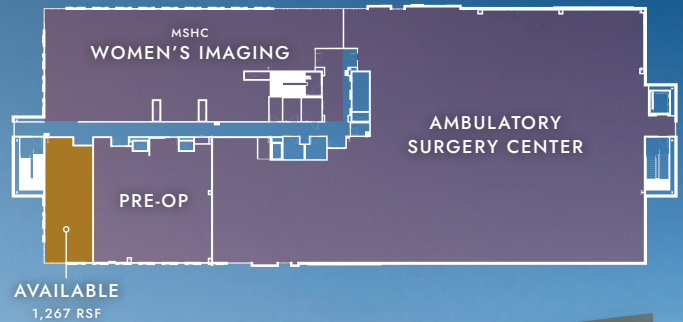 MSHC
WOMEN'S IMAGING
AMBULATORY
SURGERY CENTER
PRE-OP
AVAILABLE
1,267 RSF